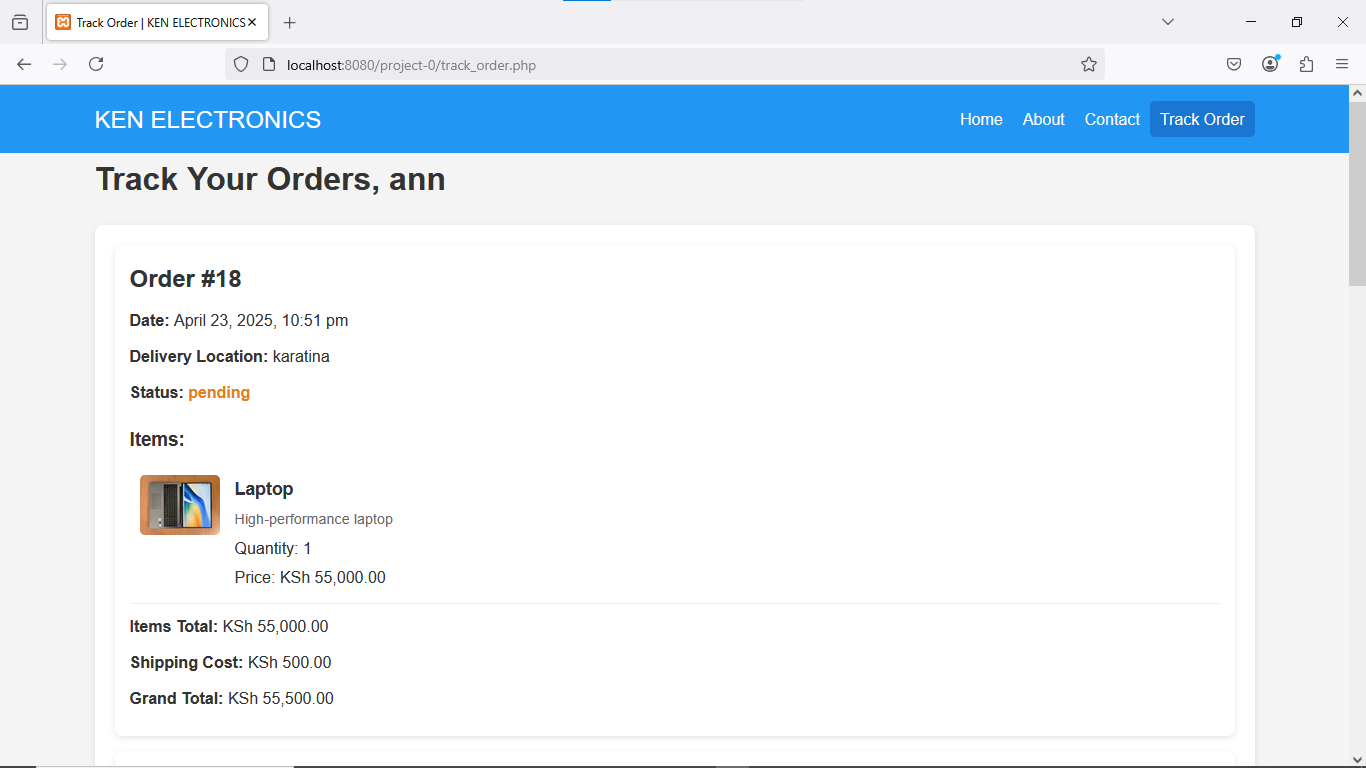 Track Order | KEN ELECTRONICS
localhost:8080/project-0/track_order.php
KEN ELECTRONICS
Home
About
Contact
Track Order
Track Your Orders, ann
Order #18
Date: April 23, 2025, 10:51 pm
Delivery Location: karatina
Status: pending
Items:
Laptop
High-performance laptop
Quantity: 1
Price: KSh 55,000.00
Items Total: KSh 55,000.00
Shipping Cost: KSh 500.00
Grand Total: KSh 55,500.00